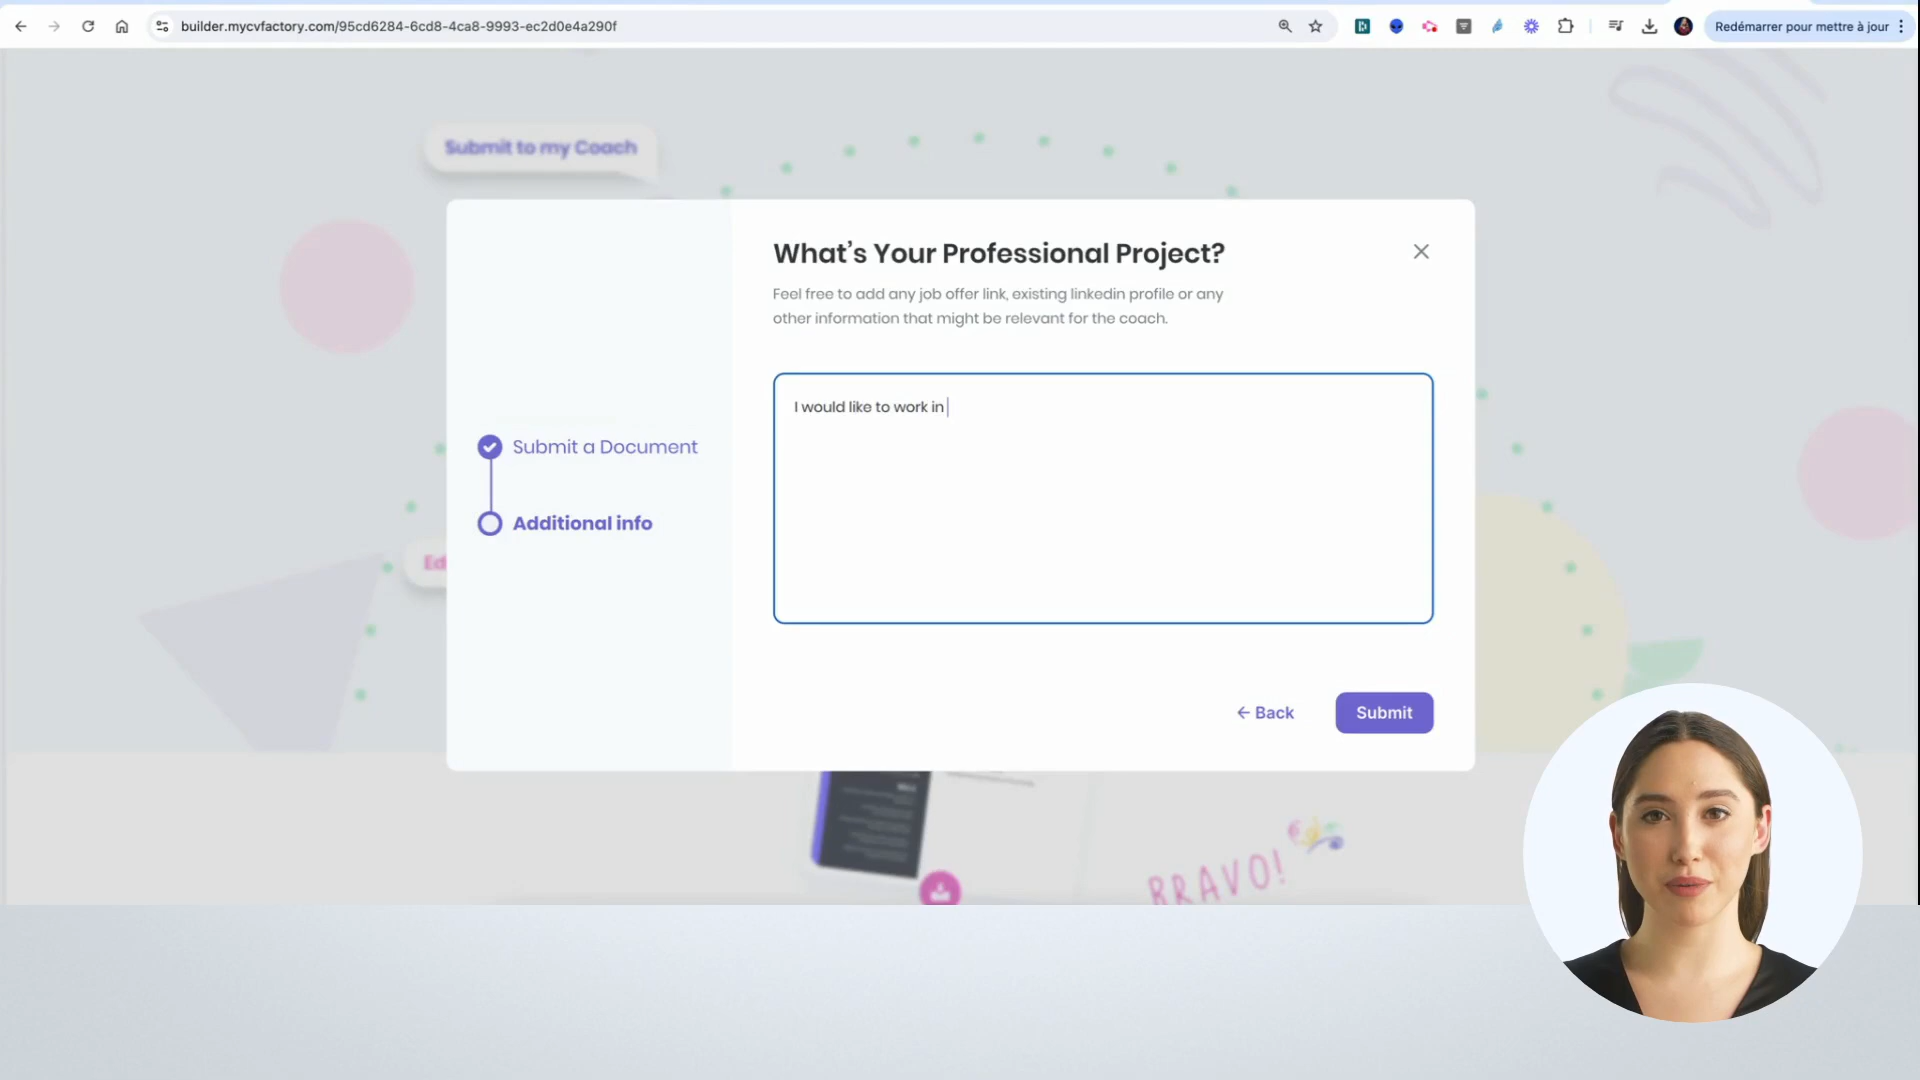 builder.mycvfactory.com/95cd6284-6cd8-4ca8-9993-ec2d0e4a290f
Redémarrer pour mettre à jour
Submit to my Coach
What's Your Professional Project?
Feel free to add any job offer link, existing linkedin profile or any
other information that might be relevant for the coach.
I would like to work in
Submit a Document
Additional info
Ed
← Back
Submit
BRAVO!